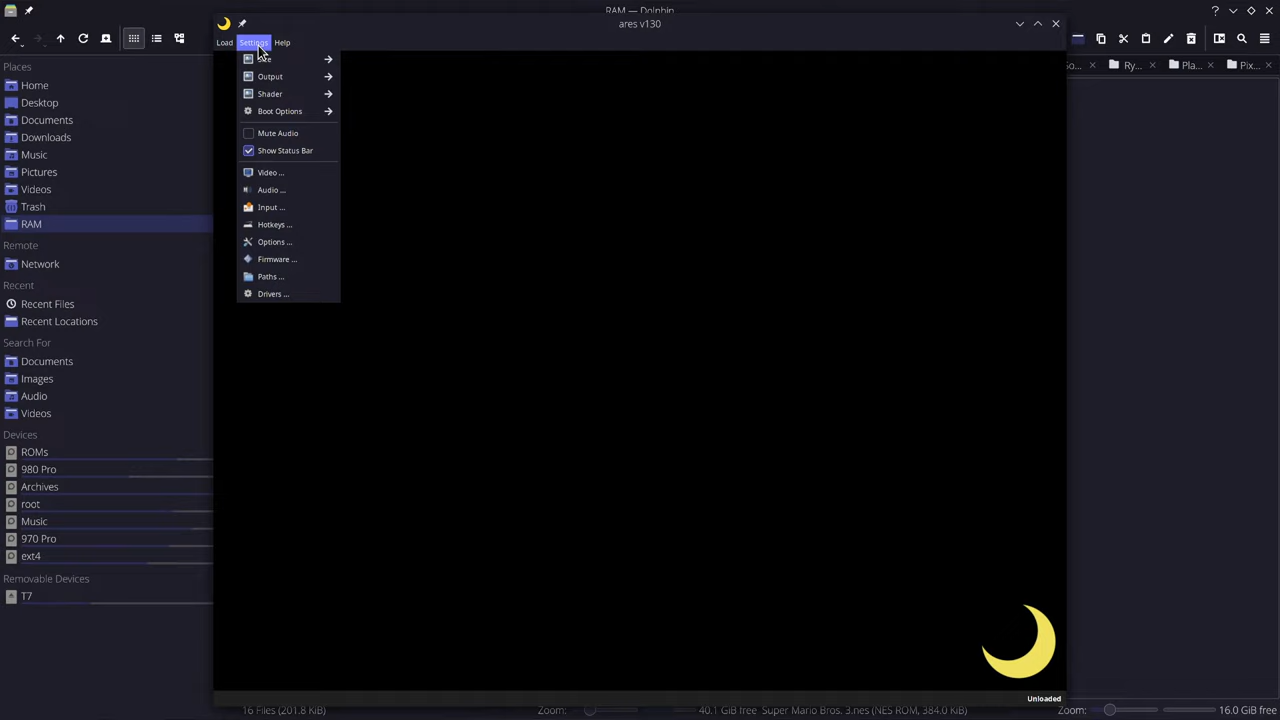 RAM — Dolphin
ares v130
Load Settings Help
So... Ry... Pla... Pix...
Places
Home
Desktop
Documents
Downloads
Music
Pictures
Videos
Trash
RAM
Remote
Network
Recent
Recent Files
Recent Locations
Search For
Documents
Images
Audio
Videos
Devices
ROMs
980 Pro
Archives
root
Music
970 Pro
ext4
Removable Devices
T7
Output
Shader
Boot Options
Mute Audio
Show Status Bar
Video ...
Audio ...
Input ...
Hotkeys ...
Options ...
Firmware ...
Paths ...
Drivers ...
Unloaded
16 Files (201.8 KiB) Zoom: 40.1 GiB free Super Mario Bros. 3.nes (NES ROM, 384.0 KiB) Zoom: 16.0 GiB free